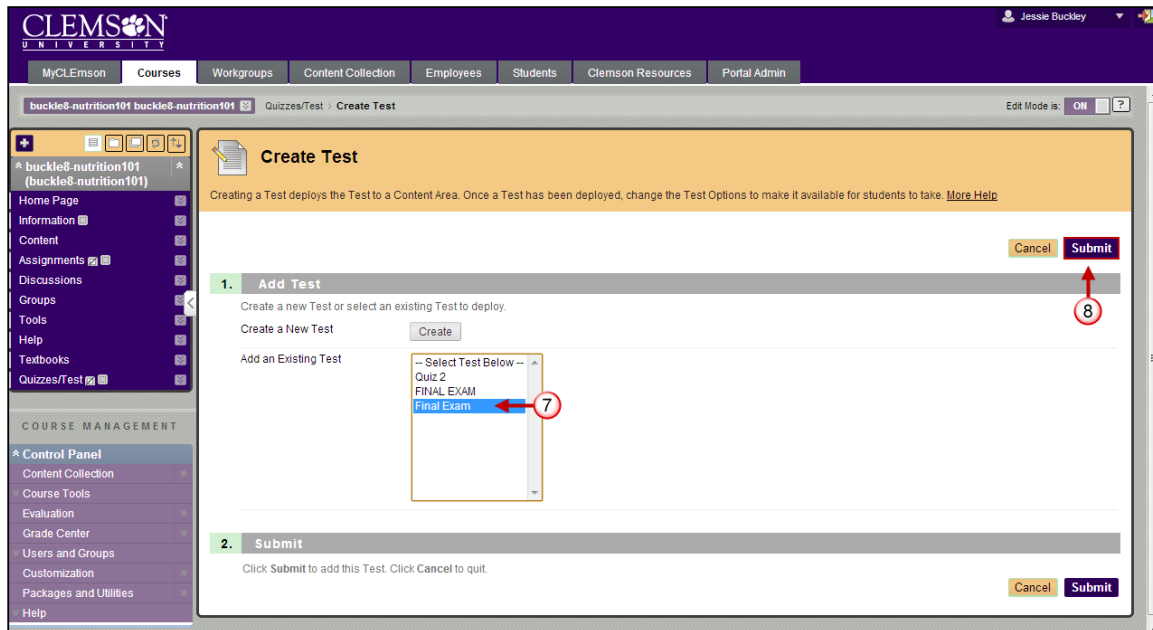 CLEMSON
UNIVERSITY
Jessie Buckley
MyCLEmson Courses Workgroups Content Collection Employees Students Clemson Resources Portal Admin
buckle8-nutrition101 buckle8-nutrition101 Quizzes/Test > Create Test
Edit Mode is: ON ?
buckle8-nutrition101
(buckle8-nutrition101)
Home Page
Information
Content
Assignments
Discussions
Groups
Tools
Help
Textbooks
Quizzes/Test
COURSE MANAGEMENT
Control Panel
Content Collection
Course Tools
Evaluation
Grade Center
Users and Groups
Customization
Packages and Utilities
Help
Create Test
Creating a Test deploys the Test to a Content Area. Once a Test has been deployed, change the Test Options to make it available for students to take. More Help
Cancel Submit
8
1. Add Test
Create a new Test or select an existing Test to deploy.
Create a New Test Create
Add an Existing Test
-- Select Test Below --
Quiz 2
FINAL EXAM
Final Exam
7
2. Submit
Click Submit to add this Test. Click Cancel to quit.
Cancel Submit